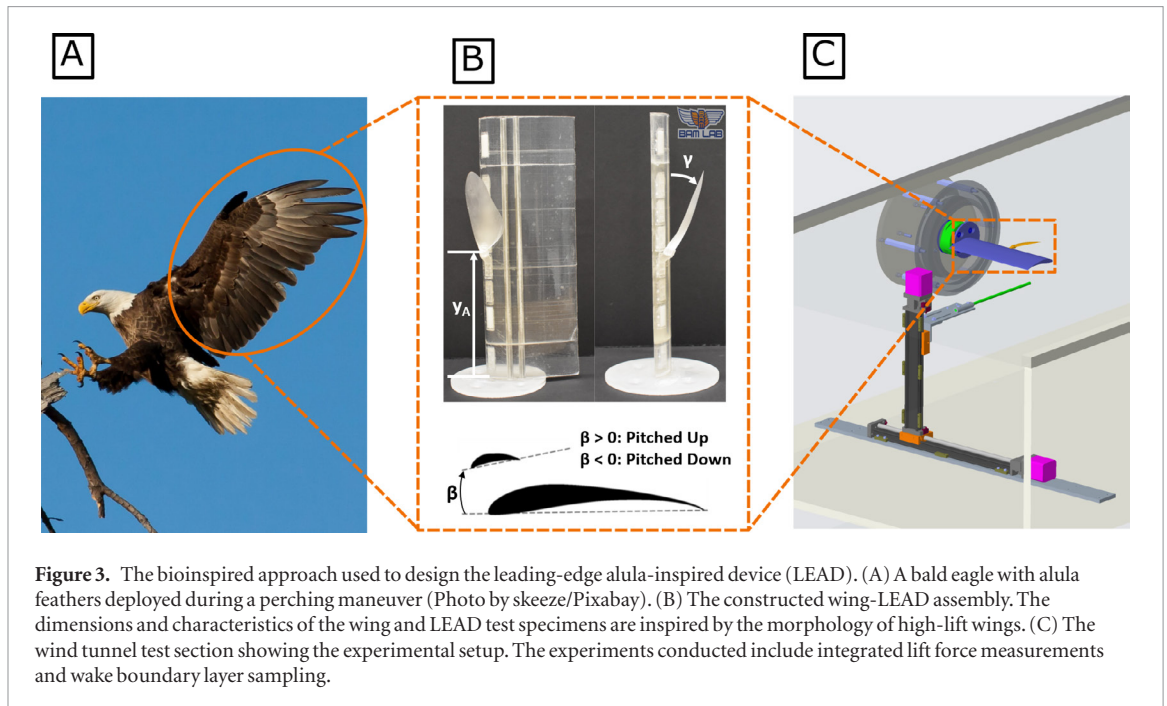 A
B
C
BAM LAB
γ
yA
β > 0: Pitched Up
β < 0: Pitched Down
β
Figure 3. The bioinspired approach used to design the leading-edge alula-inspired device (LEAD). (A) A bald eagle with alula
feathers deployed during a perching maneuver (Photo by skeeze/Pixabay). (B) The constructed wing-LEAD assembly. The
dimensions and characteristics of the wing and LEAD test specimens are inspired by the morphology of high-lift wings. (C) The
wind tunnel test section showing the experimental setup. The experiments conducted include integrated lift force measurements
and wake boundary layer sampling.